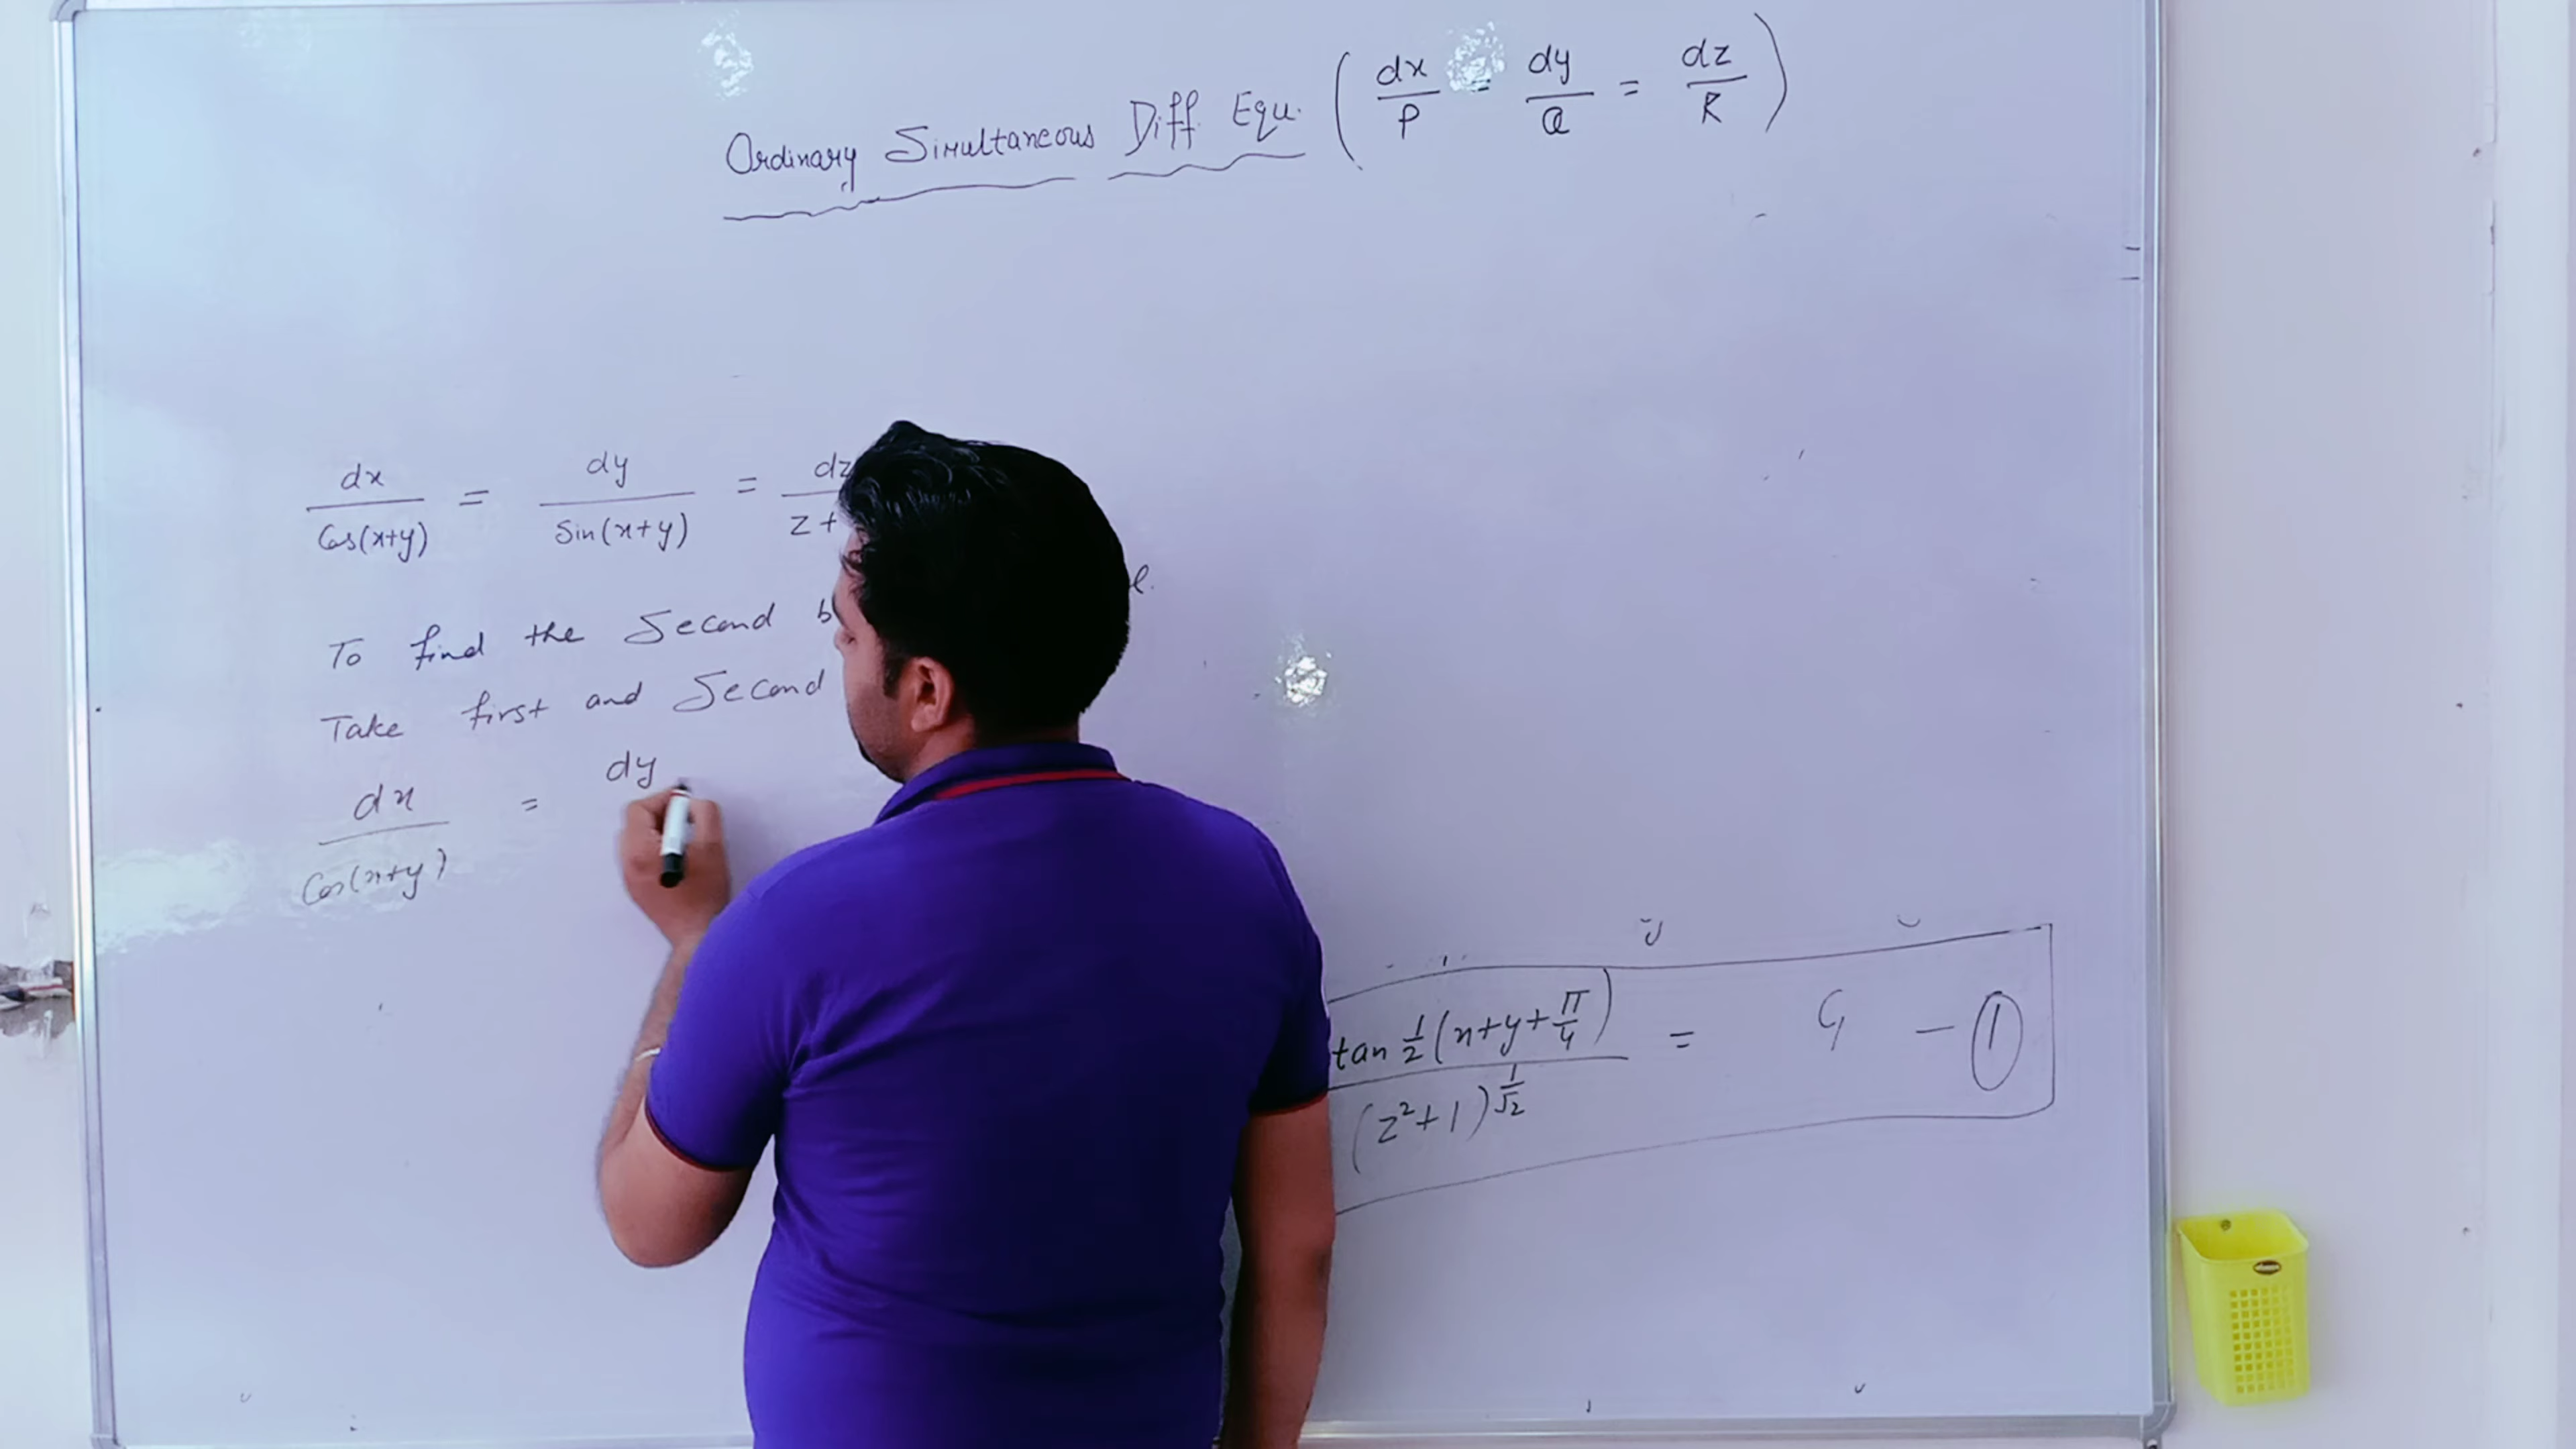 Ordinary Simultaneous Diff. Equ. (dx/P = dy/Q = dz/R)
dx/Cos(x+y) = dy/Sin(x+y) = dz/z+
To find the Second
Take first and Second
dx/Cos(x+y) = dy
tan ½(x+y+π/4)/(z²+1)^(1/√2) = C₁ — ①